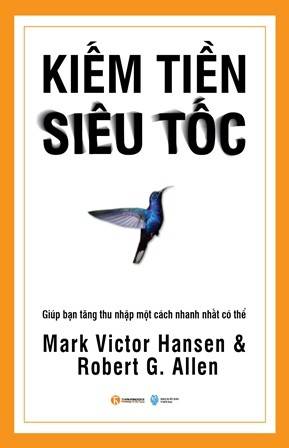 KIẾM TIỀN
SIÊU TỐC
Giúp bạn tăng thu nhập một cách nhanh nhất có thể
Mark Victor Hansen &
Robert G. Allen